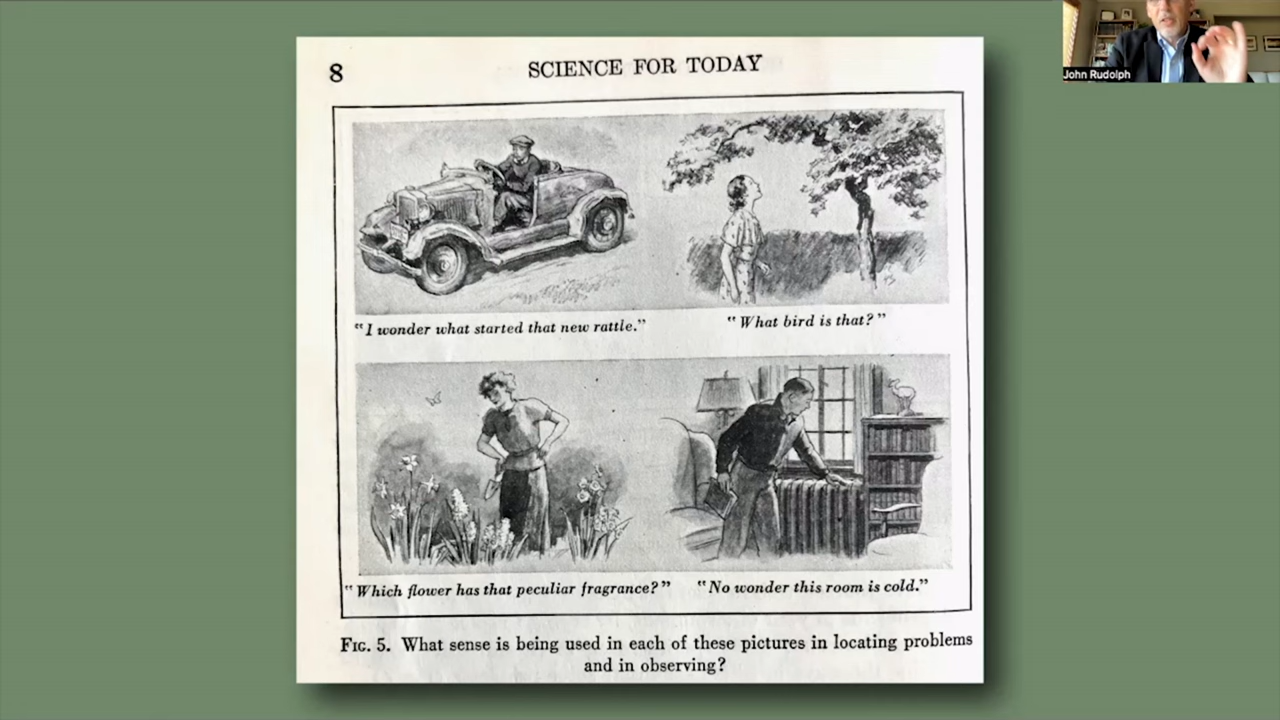 8
SCIENCE FOR TODAY
"I wonder what started that new rattle."
"What bird is that?"
"Which flower has that peculiar fragrance?"
"No wonder this room is cold."
FIG. 5. What sense is being used in each of these pictures in locating problems
and in observing?
John Rudolph